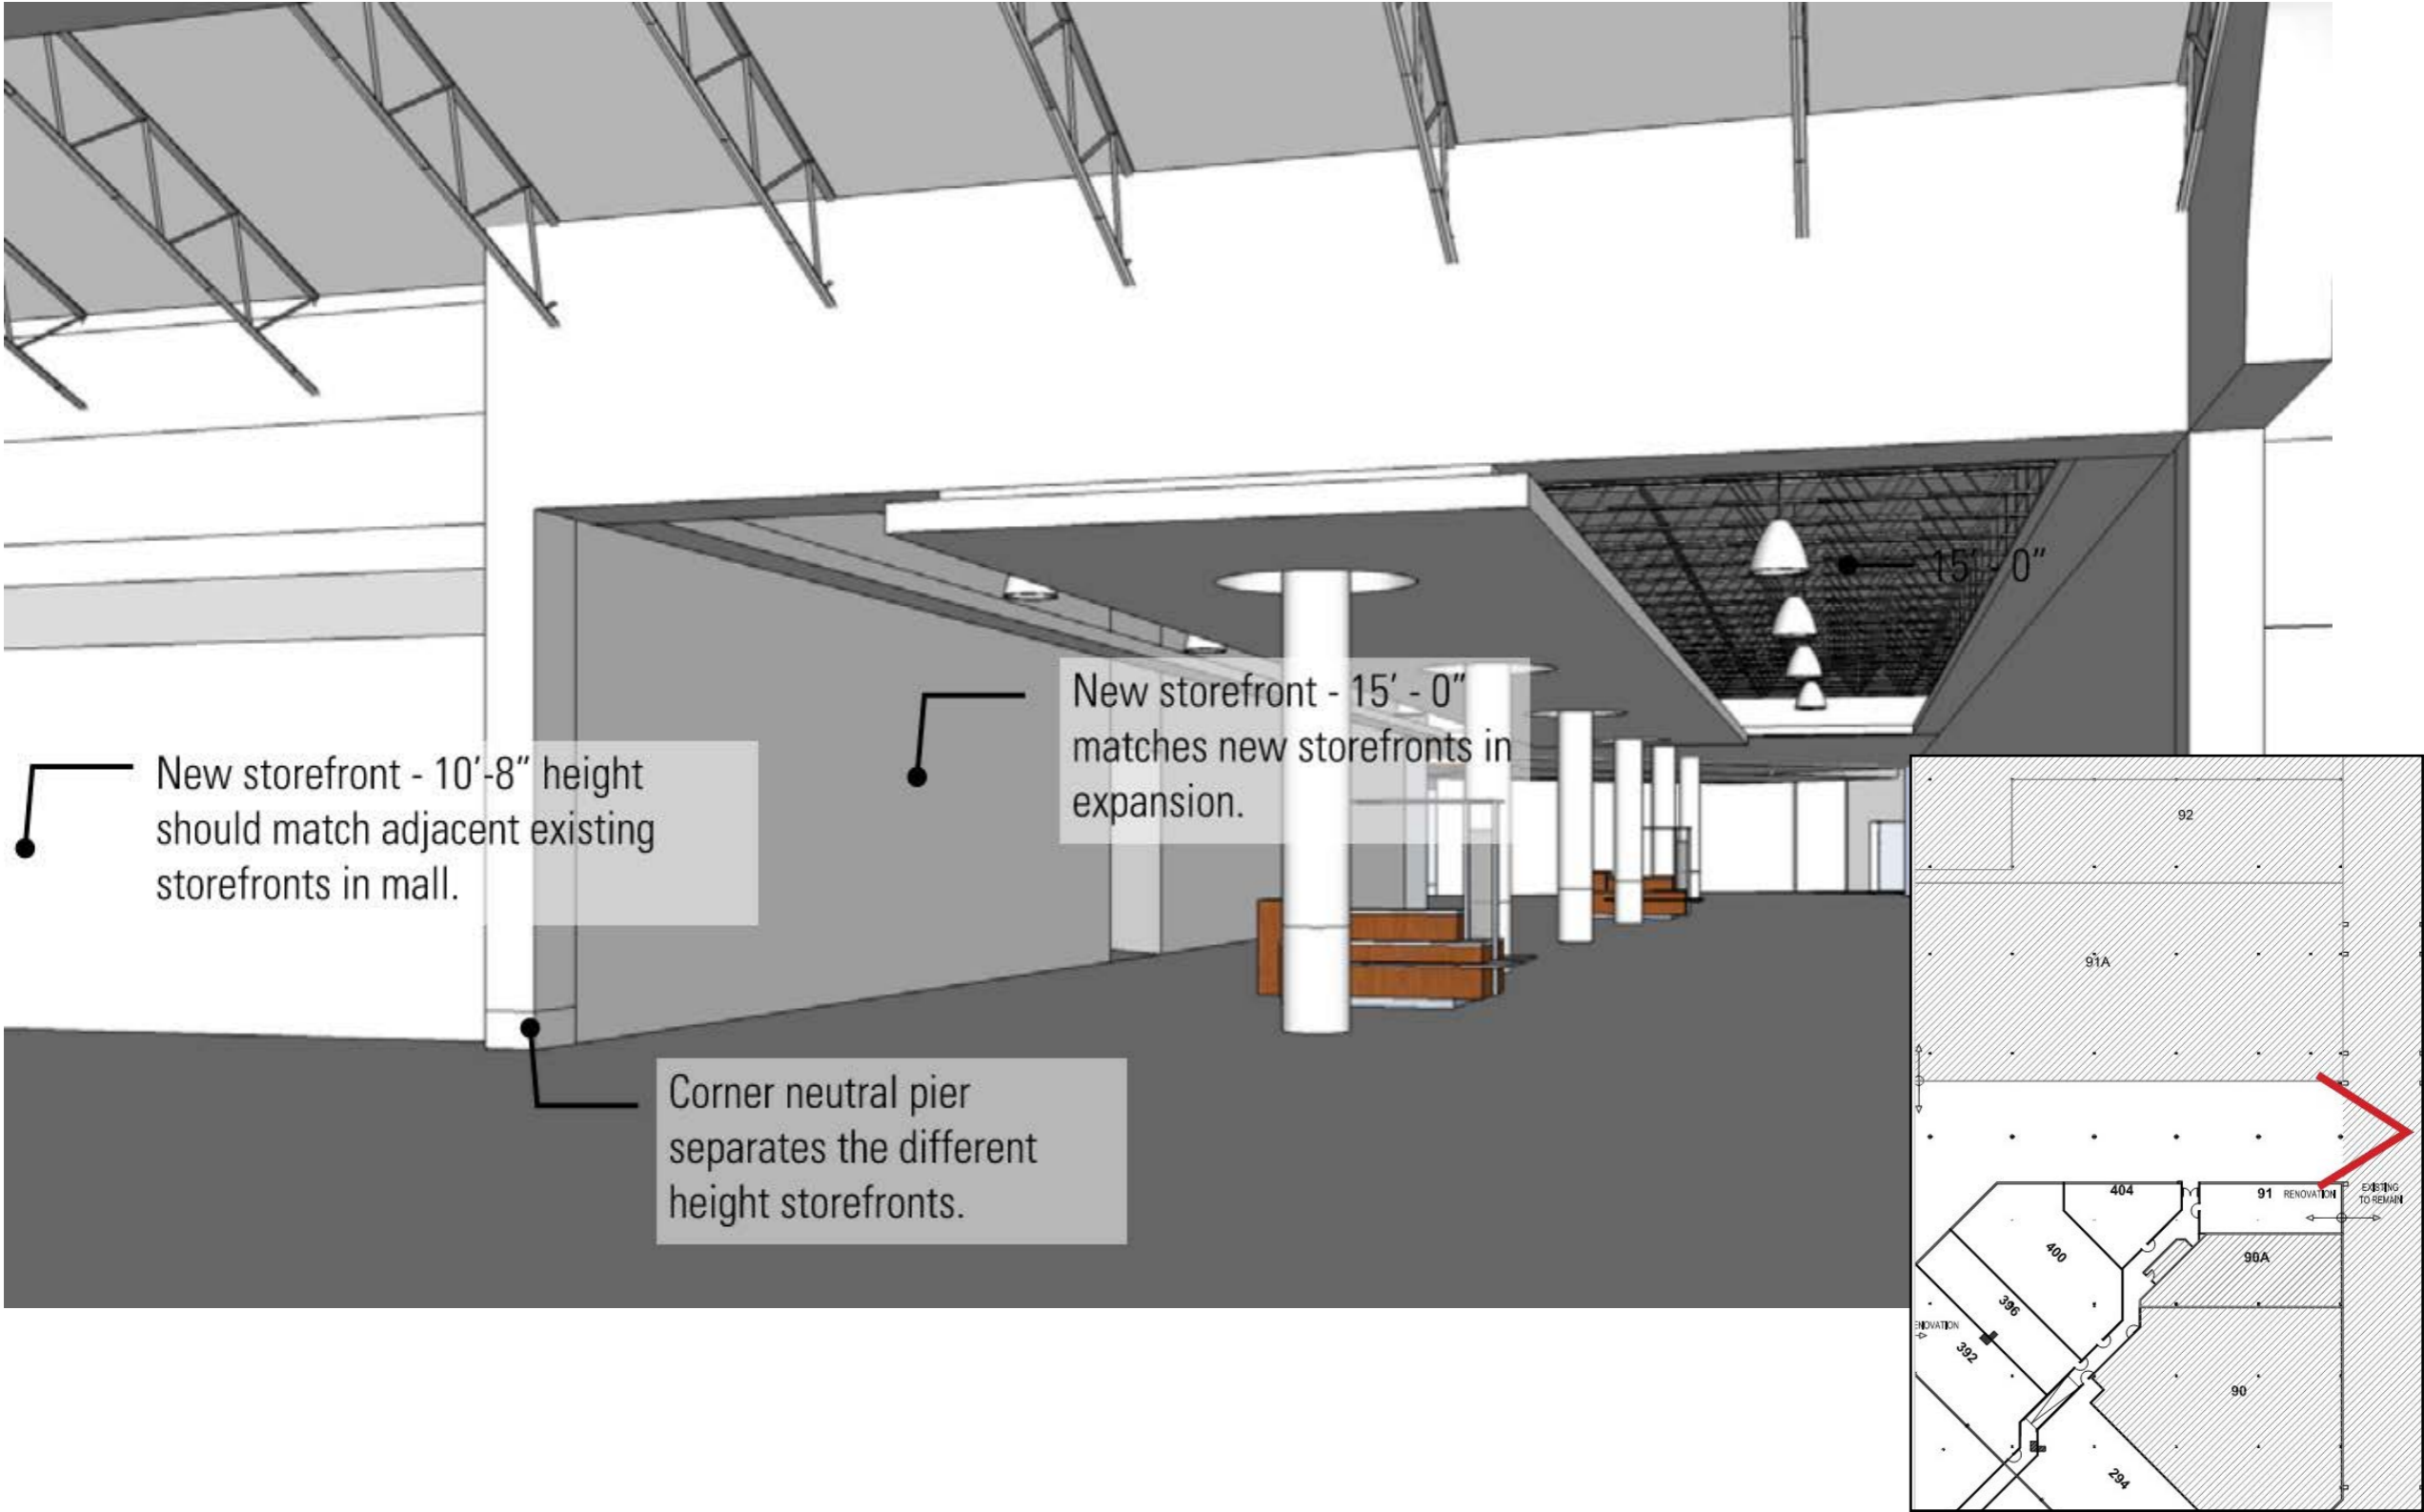 15' - 0"
New storefront - 15' - 0"
matches new storefronts in
expansion.
New storefront - 10'-8" height
should match adjacent existing
storefronts in mall.
Corner neutral pier
separates the different
height storefronts.
92
91A
404
91
RENOVATION
EXISTING
TO REMAIN
400
90A
396
ENOVATION
392
90
294